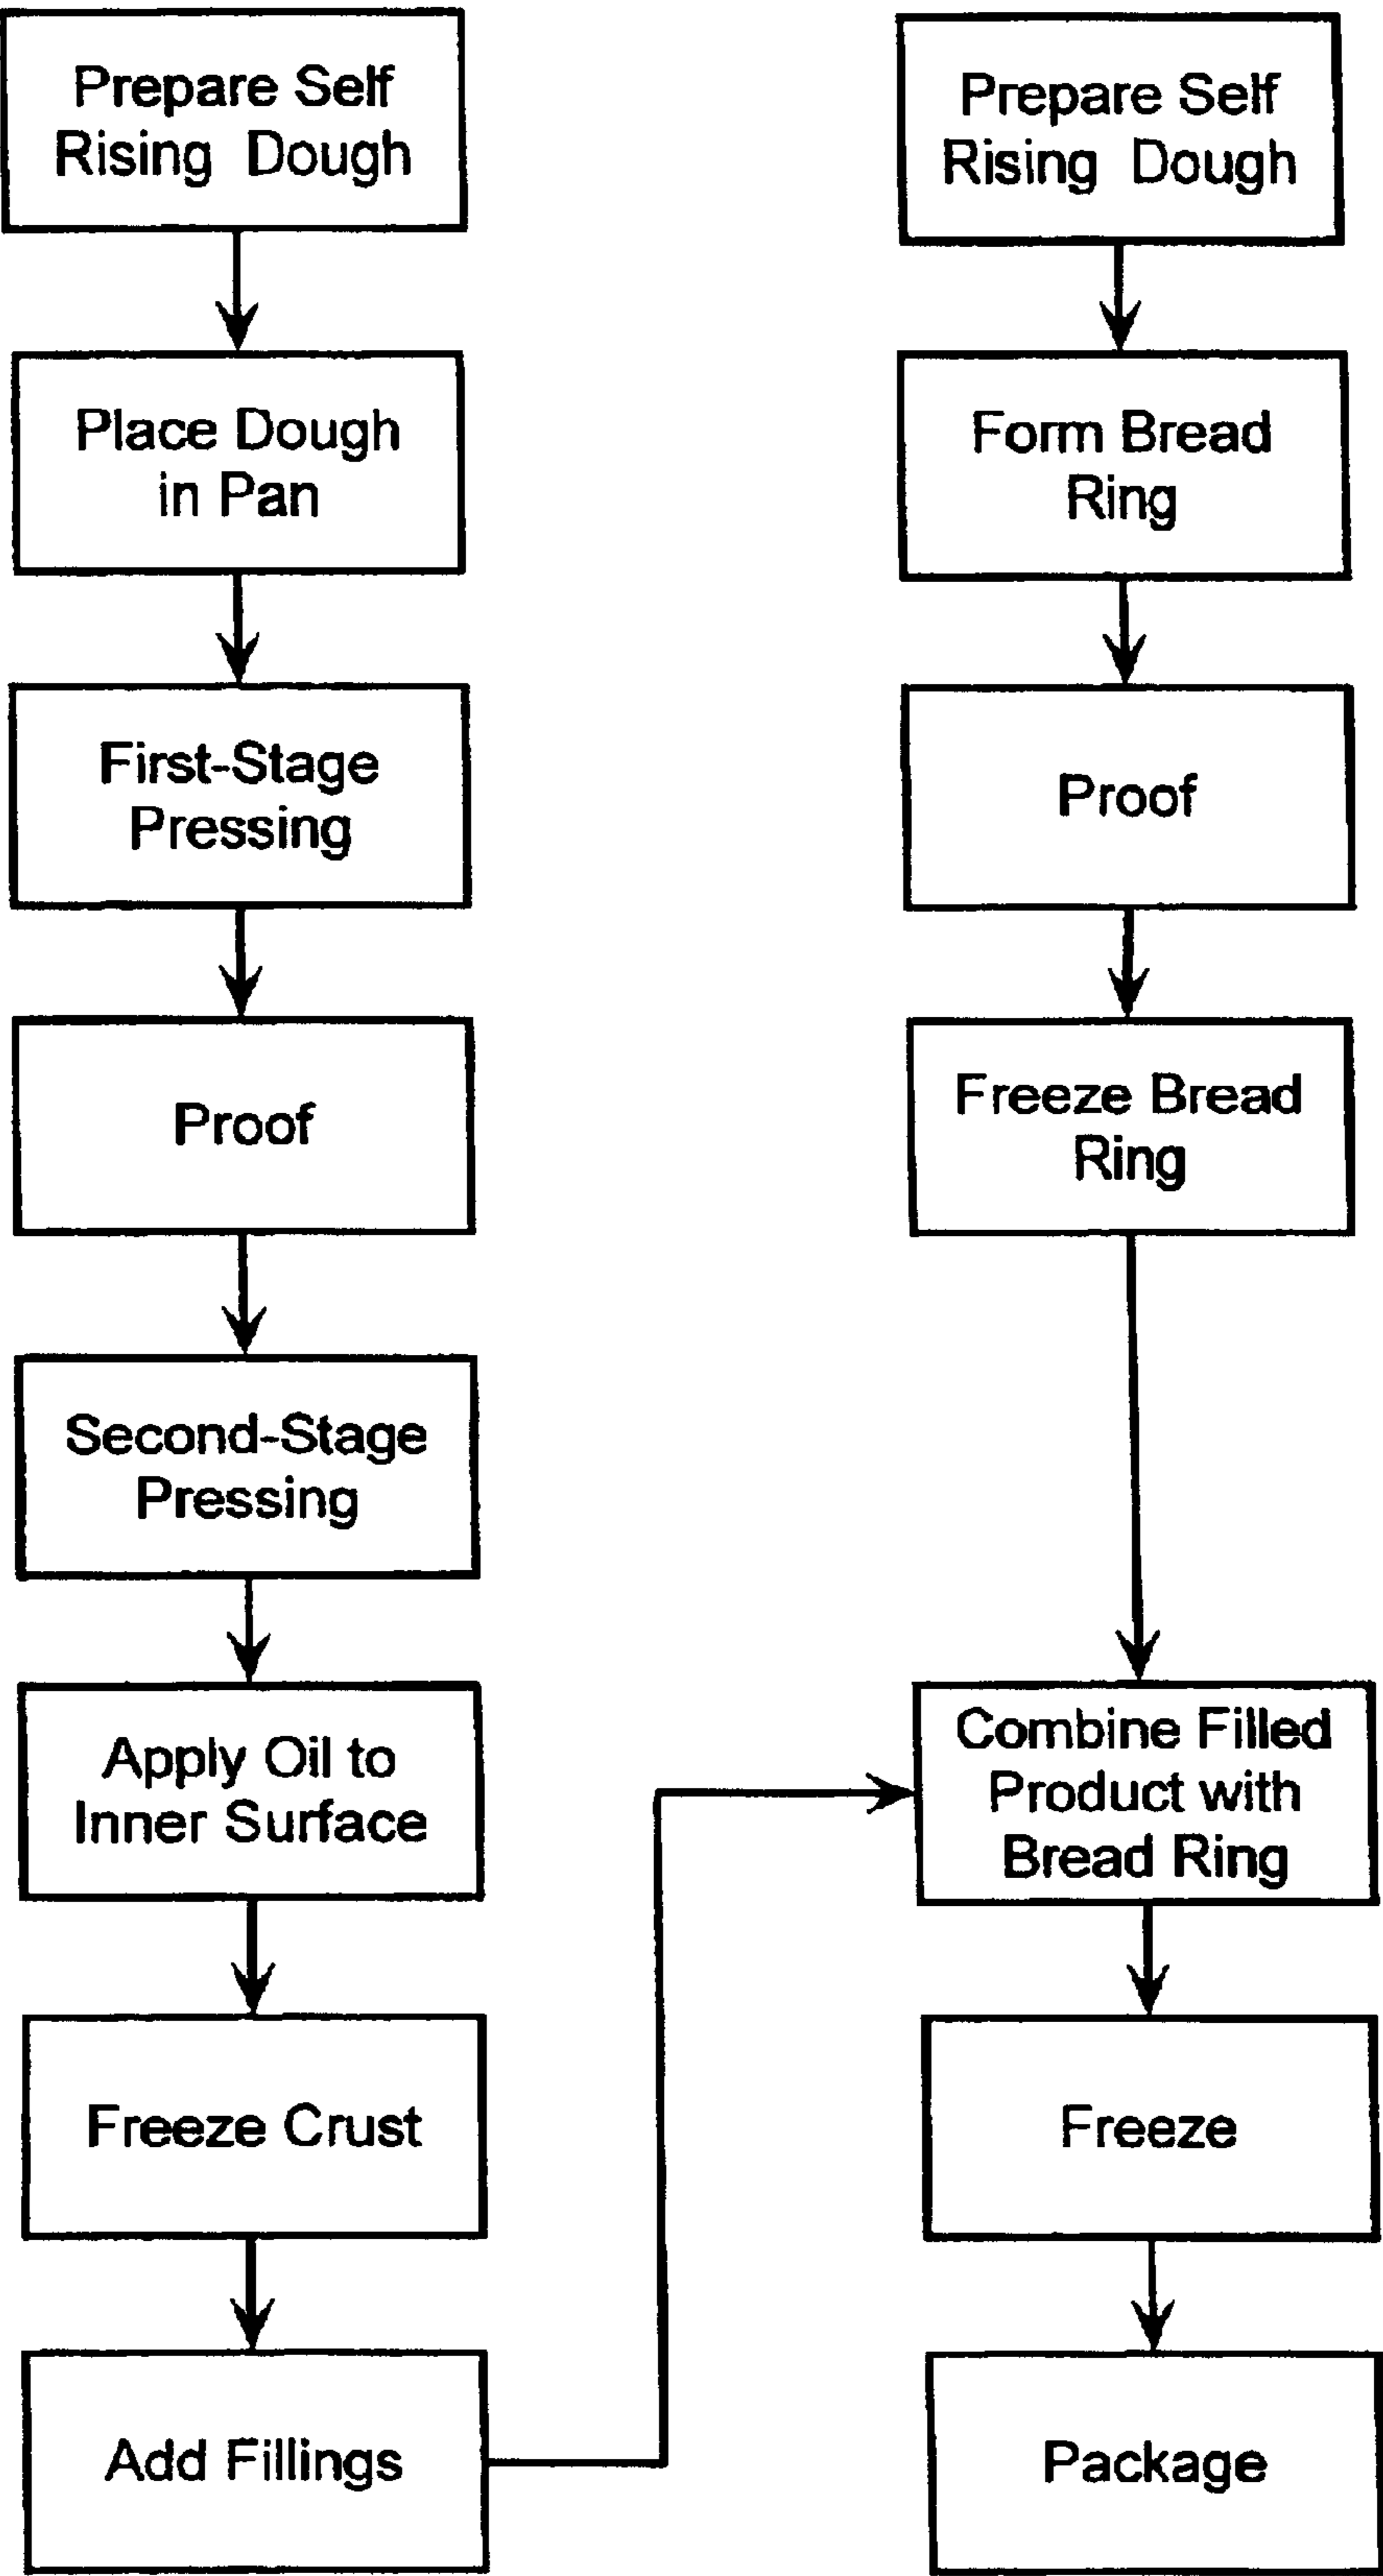 Prepare Self
Rising Dough
Place Dough
in Pan
First-Stage
Pressing
Proof
Second-Stage
Pressing
Apply Oil to
Inner Surface
Freeze Crust
Add Fillings
Prepare Self
Rising Dough
Form Bread
Ring
Proof
Freeze Bread
Ring
Combine Filled
Product with
Bread Ring
Freeze
Package